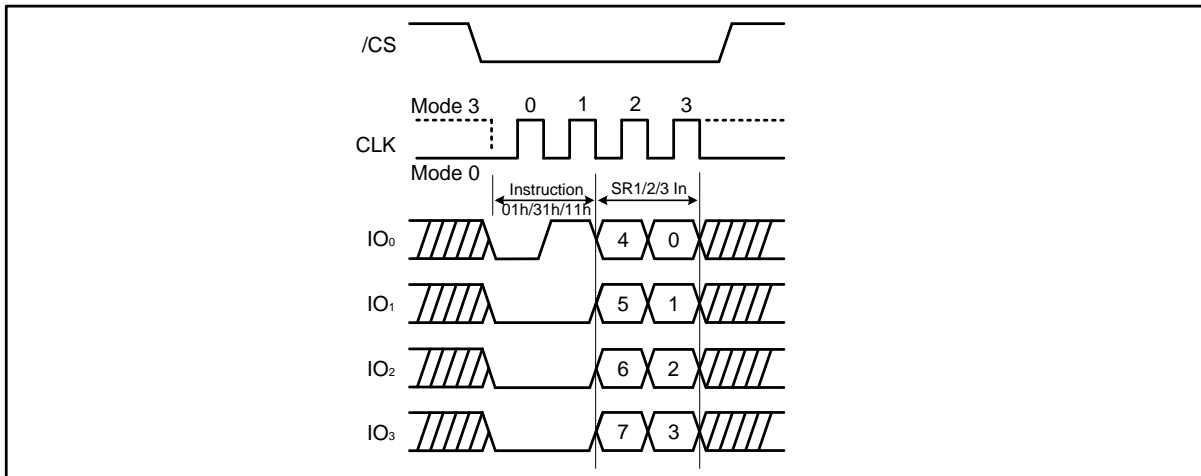 /CS
Mode 3 0 1 2 3
CLK
Mode 0
Instruction SR1/2/3 In
01h/31h/11h
IO₀ 4 0
IO₁ 5 1
IO₂ 6 2
IO₃ 7 3